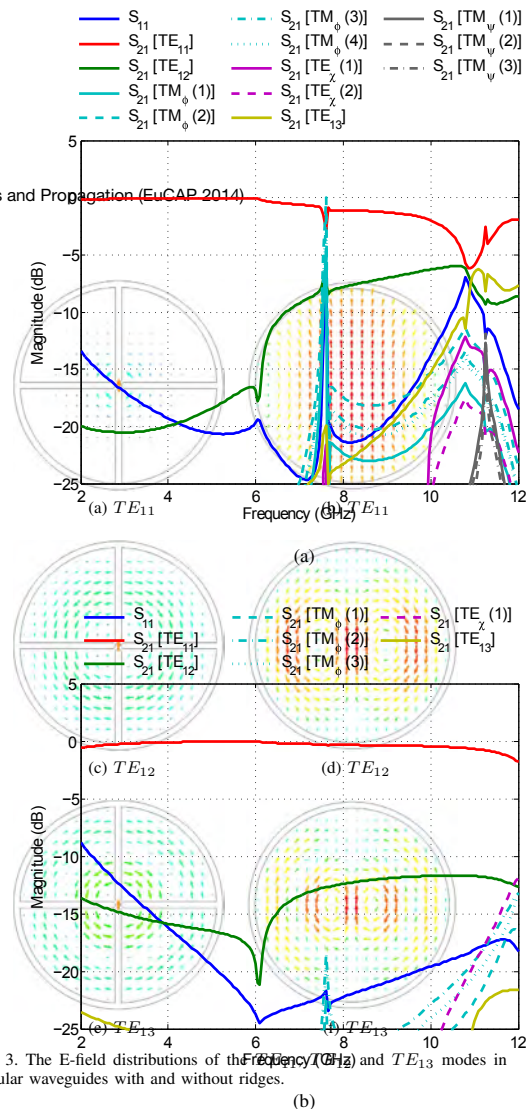 S11 S21 [TMϕ (3)] S21 [TMψ (1)]
S21 [TE11] S21 [TMϕ (4)] S21 [TMψ (2)]
S21 [TE12] S21 [TEχ (1)] S21 [TMψ (3)]
S21 [TMϕ (1)] S21 [TEχ (2)]
S21 [TMϕ (2)] S21 [TE13]
s and Propagation (EuCAP 2014)
Magnitude (dB)
5
0
−5
−10
−15
−20
−25
2 4 6 8 10 12
(a) TE11 (b) TE11
Frequency (GHz)
(a)
S11 S21 [TMϕ (1)] S21 [TEχ (1)]
S21 [TE11] S21 [TMϕ (2)] S21 [TE13]
S21 [TE12] S21 [TMϕ (3)]
Magnitude (dB)
5
0
(c) TE12 (d) TE12
−5
−10
−15
−20
−25
(e) TE13 (f) TE13
2 4 6 8 10 12
Frequency (GHz)
3. The E-field distributions of the TE11, TE12 and TE13 modes in
ular waveguides with and without ridges.
(b)